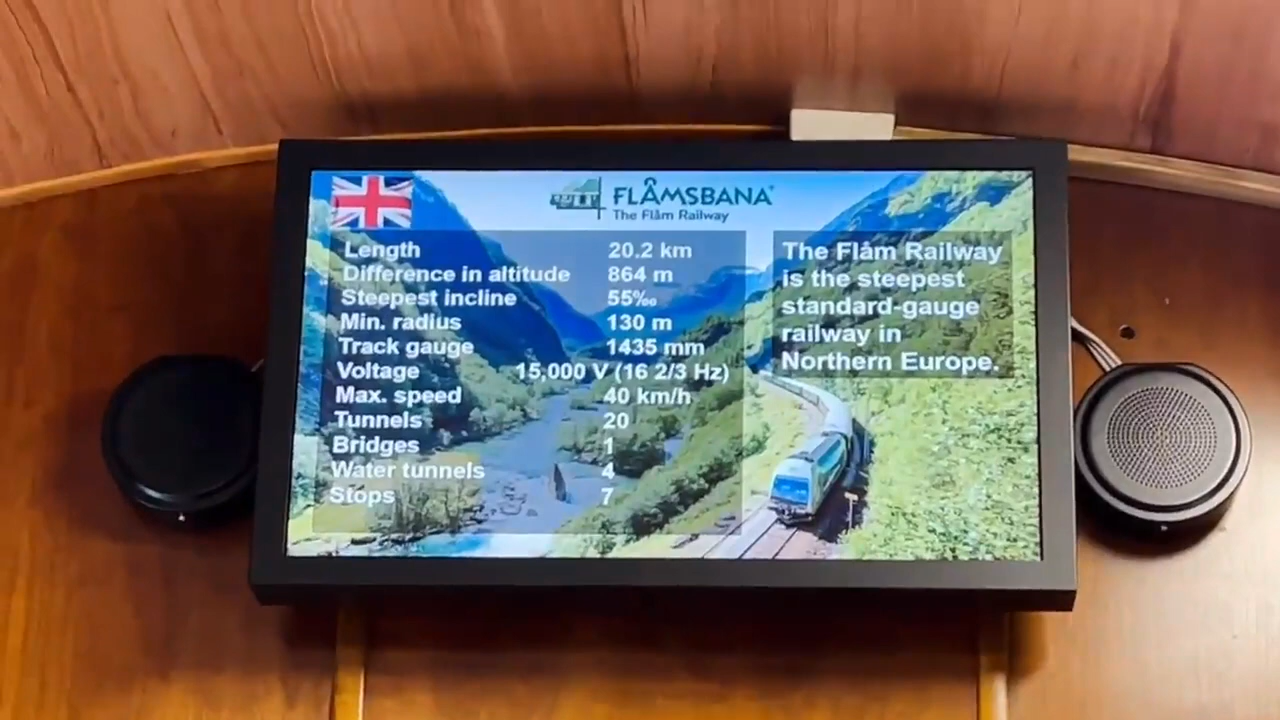 FLÅMSBANA®
The Flåm Railway
Length 20.2 km
Difference in altitude 864 m
Steepest incline 55‰
Min. radius 130 m
Track gauge 1435 mm
Voltage 15,000 V (16 2/3 Hz)
Max. speed 40 km/h
Tunnels 20
Bridges 1
Water tunnels 4
Stops 7
The Flåm Railway
is the steepest
standard-gauge
railway in
Northern Europe.